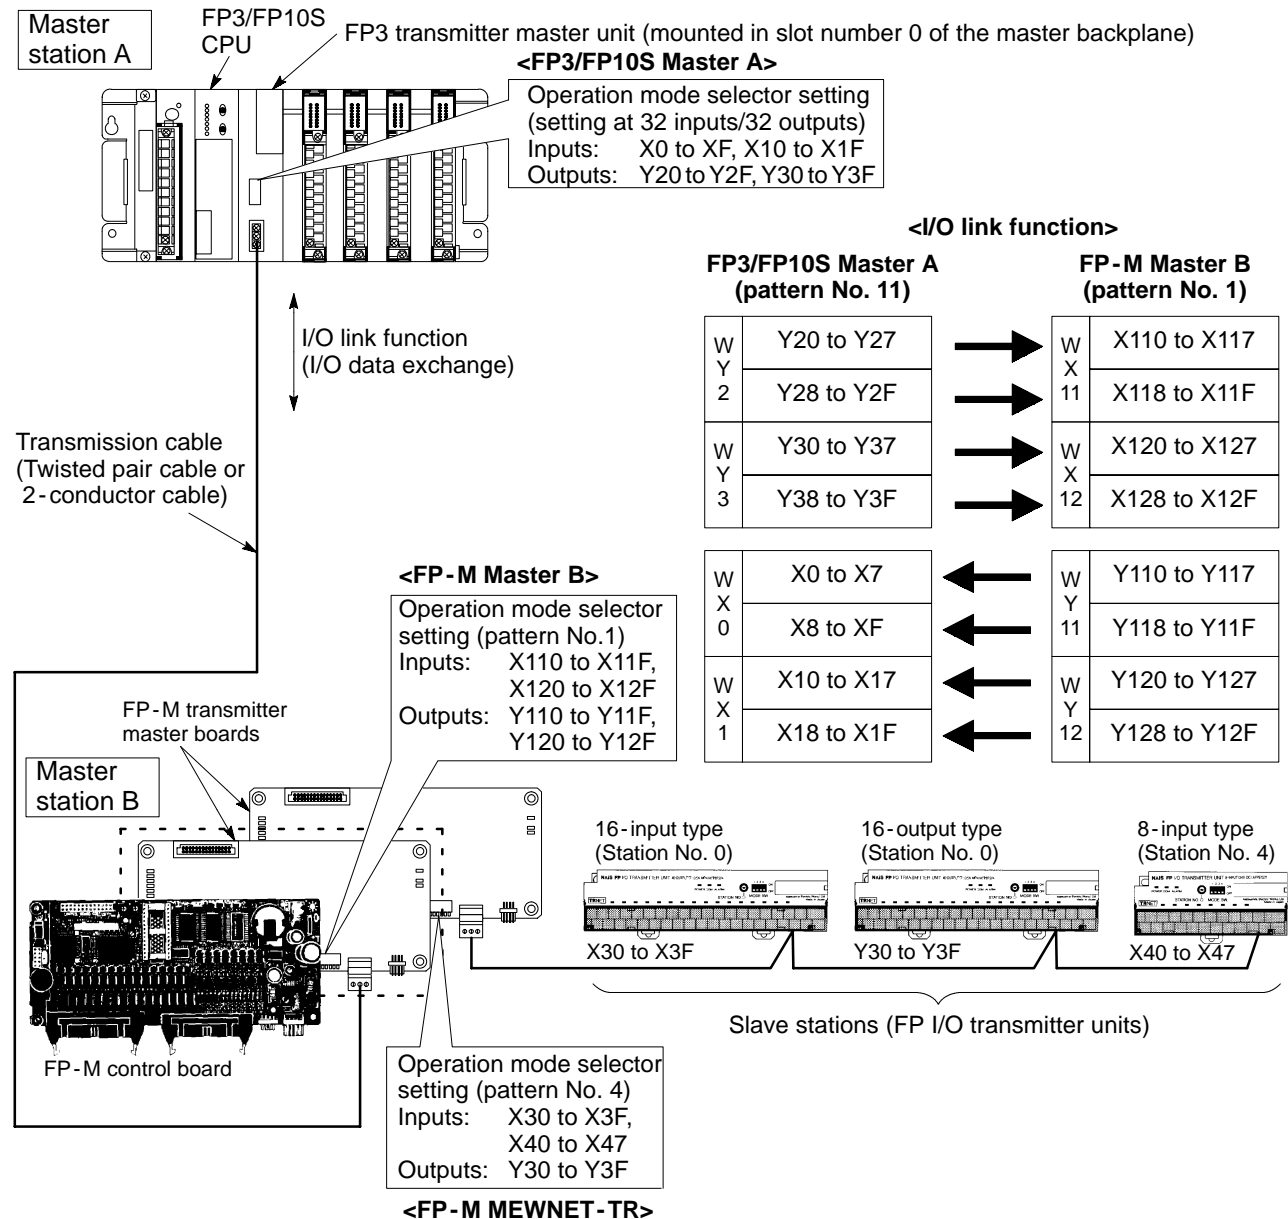 Master
station A
FP3/FP10S
CPU
FP3 transmitter master unit (mounted in slot number 0 of the master backplane)
<FP3/FP10S Master A>
Operation mode selector setting
(setting at 32 inputs/32 outputs)
Inputs: X0 to XF, X10 to X1F
Outputs: Y20 to Y2F, Y30 to Y3F
I/O link function
(I/O data exchange)
Transmission cable
(Twisted pair cable or
2-conductor cable)
<I/O link function>
FP3/FP10S Master A
(pattern No. 11)
FP-M Master B
(pattern No. 1)
WY2
Y20 to Y27
Y28 to Y2F
WX11
X110 to X117
X118 to X11F
WY3
Y30 to Y37
Y38 to Y3F
WX12
X120 to X127
X128 to X12F
WX0
X0 to X7
X8 to XF
WY11
Y110 to Y117
Y118 to Y11F
WX1
X10 to X17
X18 to X1F
WY12
Y120 to Y127
Y128 to Y12F
<FP-M Master B>
Operation mode selector
setting (pattern No.1)
Inputs: X110 to X11F,
X120 to X12F
Outputs: Y110 to Y11F,
Y120 to Y12F
FP-M transmitter
master boards
Master
station B
FP-M control board
16-input type
(Station No. 0)
X30 to X3F
16-output type
(Station No. 0)
Y30 to Y3F
8-input type
(Station No. 4)
X40 to X47
Slave stations (FP I/O transmitter units)
Operation mode selector
setting (pattern No. 4)
Inputs: X30 to X3F,
X40 to X47
Outputs: Y30 to Y3F
<FP-M MEWNET-TR>